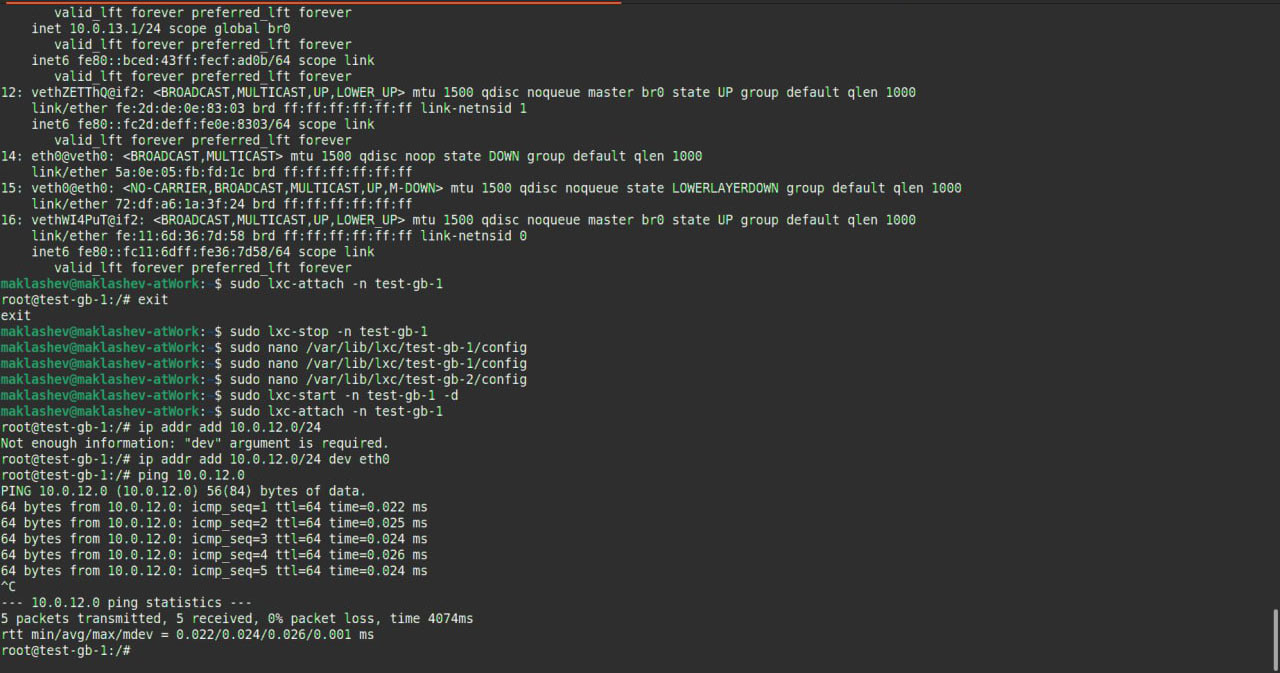 valid_lft forever preferred_lft forever
inet 10.0.13.1/24 scope global br0
valid_lft forever preferred_lft forever
inet6 fe80::bced:43ff:fecf:ad0b/64 scope link
valid_lft forever preferred_lft forever
12: vethZETThQ@if2: <BROADCAST,MULTICAST,UP,LOWER_UP> mtu 1500 qdisc noqueue master br0 state UP group default qlen 1000
link/ether fe:2d:de:0e:83:03 brd ff:ff:ff:ff:ff:ff link-netnsid 1
inet6 fe80::fc2d:deff:fe0e:8303/64 scope link
valid_lft forever preferred_lft forever
14: eth0@veth0: <BROADCAST,MULTICAST> mtu 1500 qdisc noop state DOWN group default qlen 1000
link/ether 5a:0e:05:fb:fd:1c brd ff:ff:ff:ff:ff:ff
15: veth0@eth0: <NO-CARRIER,BROADCAST,MULTICAST,UP,M-DOWN> mtu 1500 qdisc noqueue state LOWERLAYERDOWN group default qlen 1000
link/ether 72:df:a6:1a:3f:24 brd ff:ff:ff:ff:ff:ff
16: vethWI4PuT@if2: <BROADCAST,MULTICAST,UP,LOWER_UP> mtu 1500 qdisc noqueue master br0 state UP group default qlen 1000
link/ether fe:11:6d:36:7d:58 brd ff:ff:ff:ff:ff:ff link-netnsid 0
inet6 fe80::fc11:6dff:fe36:7d58/64 scope link
valid_lft forever preferred_lft forever
maklashev@maklashev-atWork:~$ sudo lxc-attach -n test-gb-1
root@test-gb-1:/# exit
exit
maklashev@maklashev-atWork:~$ sudo lxc-stop -n test-gb-1
maklashev@maklashev-atWork:~$ sudo nano /var/lib/lxc/test-gb-1/config
maklashev@maklashev-atWork:~$ sudo nano /var/lib/lxc/test-gb-1/config
maklashev@maklashev-atWork:~$ sudo nano /var/lib/lxc/test-gb-2/config
maklashev@maklashev-atWork:~$ sudo lxc-start -n test-gb-1 -d
maklashev@maklashev-atWork:~$ sudo lxc-attach -n test-gb-1
root@test-gb-1:/# ip addr add 10.0.12.0/24
Not enough information: "dev" argument is required.
root@test-gb-1:/# ip addr add 10.0.12.0/24 dev eth0
root@test-gb-1:/# ping 10.0.12.0
PING 10.0.12.0 (10.0.12.0) 56(84) bytes of data.
64 bytes from 10.0.12.0: icmp_seq=1 ttl=64 time=0.022 ms
64 bytes from 10.0.12.0: icmp_seq=2 ttl=64 time=0.025 ms
64 bytes from 10.0.12.0: icmp_seq=3 ttl=64 time=0.024 ms
64 bytes from 10.0.12.0: icmp_seq=4 ttl=64 time=0.026 ms
64 bytes from 10.0.12.0: icmp_seq=5 ttl=64 time=0.024 ms
^C
--- 10.0.12.0 ping statistics ---
5 packets transmitted, 5 received, 0% packet loss, time 4074ms
rtt min/avg/max/mdev = 0.022/0.024/0.026/0.001 ms
root@test-gb-1:/#